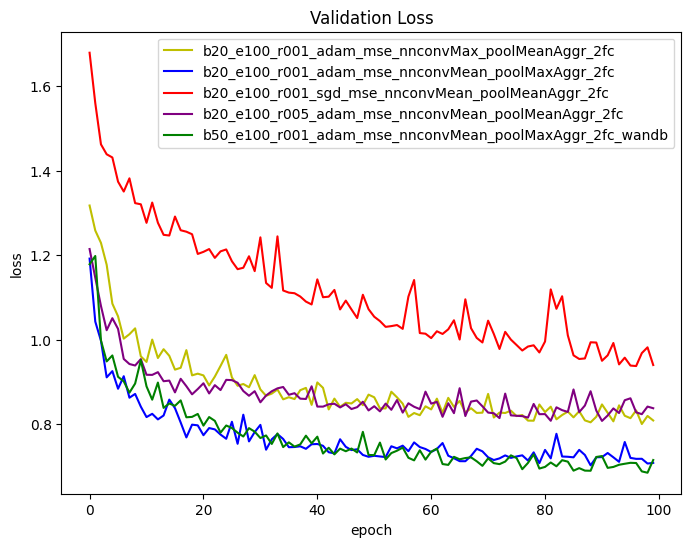 Validation Loss
b20_e100_r001_adam_mse_nnconvMax_poolMeanAggr_2fc
b20_e100_r001_adam_mse_nnconvMean_poolMaxAggr_2fc
b20_e100_r001_sgd_mse_nnconvMean_poolMeanAggr_2fc
b20_e100_r005_adam_mse_nnconvMean_poolMeanAggr_2fc
b50_e100_r001_adam_mse_nnconvMean_poolMaxAggr_2fc_wandb
loss
1.6
1.4
1.2
1.0
0.8
0 20 40 60 80 100
epoch